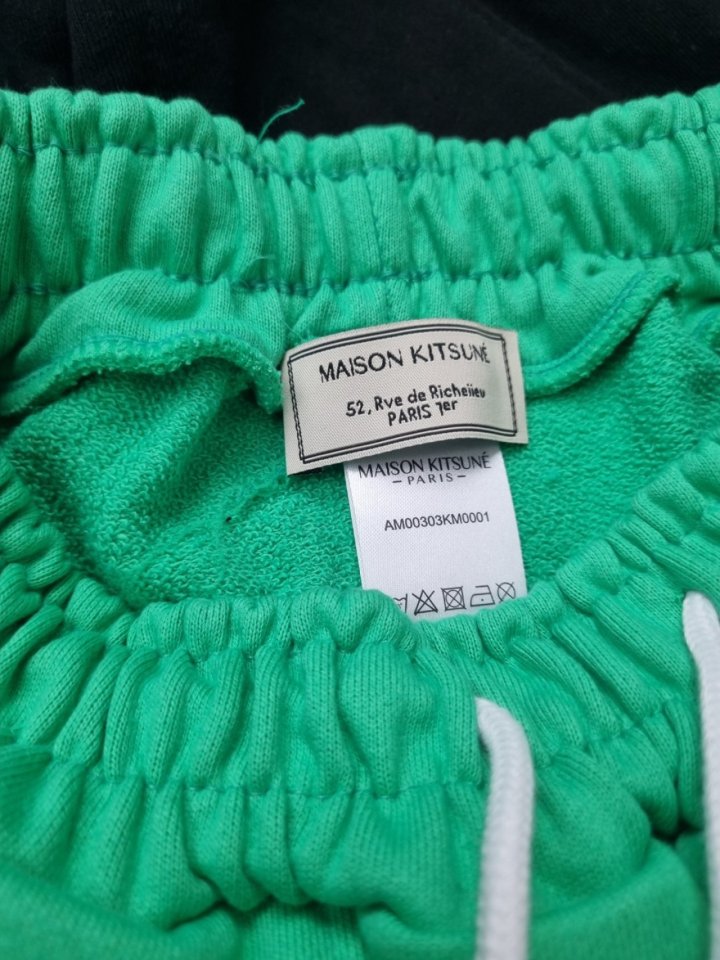 MAISON KITSUNÉ
52, Rve de Richeiieu
PARIS 1er
MAISON KITSUNÉ
PARIS
AM00303KM0001